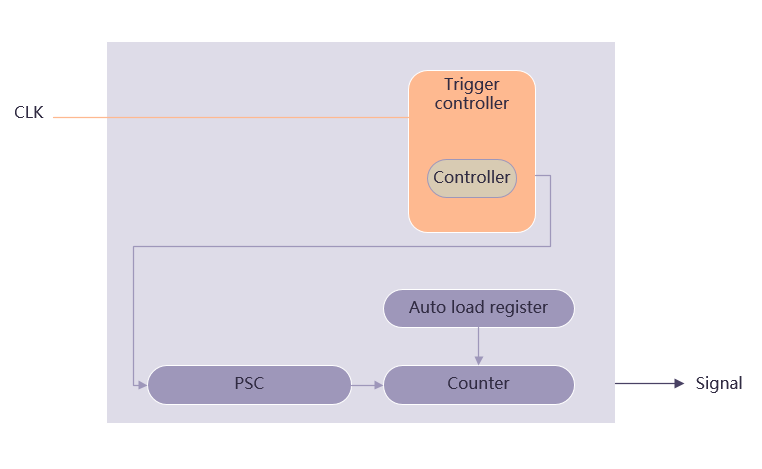 Trigger
controller
CLK
Controller
Auto load register
PSC
Counter
Signal